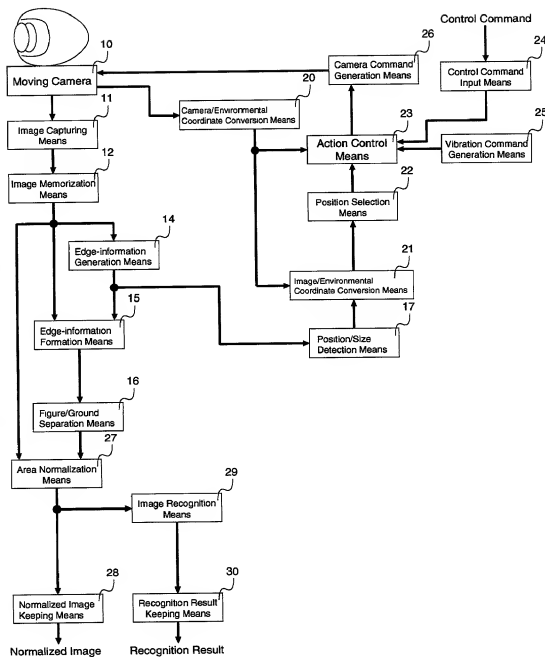 Control Command
10
26
24
Moving Camera
Camera Command
Generation Means
Control Command
Input Means
20
11
Camera/Environmental
Coordinate Conversion Means
23
25
Image Capturing
Means
Action Control
Means
Vibration Command
Generation Means
12
22
Image Memorization
Means
Position Selection
Means
14
21
Edge-information
Generation Means
Image/Environmental
Coordinate Conversion Means
15
17
Edge-information
Formation Means
Position/Size
Detection Means
16
Figure/Ground
Separation Means
27
Area Normalization
Means
29
Image Recognition
Means
28
30
Normalized Image
Keeping Means
Recognition Result
Keeping Means
Normalized Image
Recognition Result